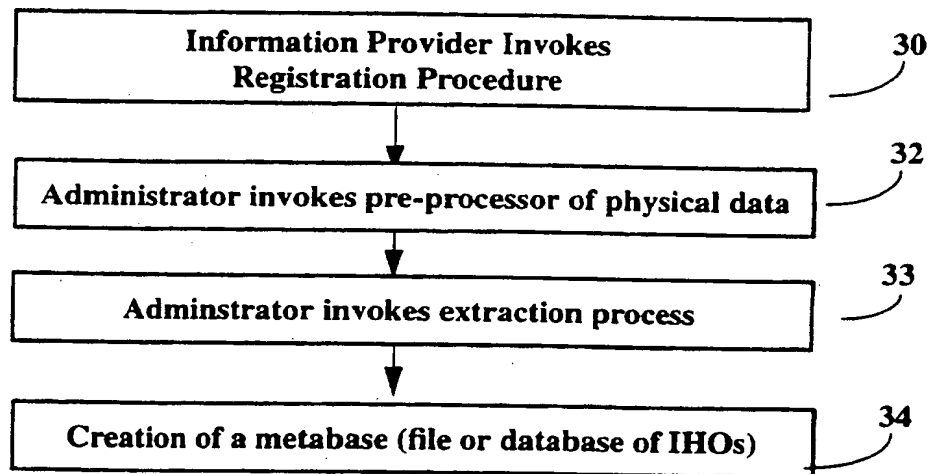 Information Provider Invokes
Registration Procedure
30
Administrator invokes pre-processor of physical data
32
Adminstrator invokes extraction process
33
Creation of a metabase (file or database of IHOs)
34